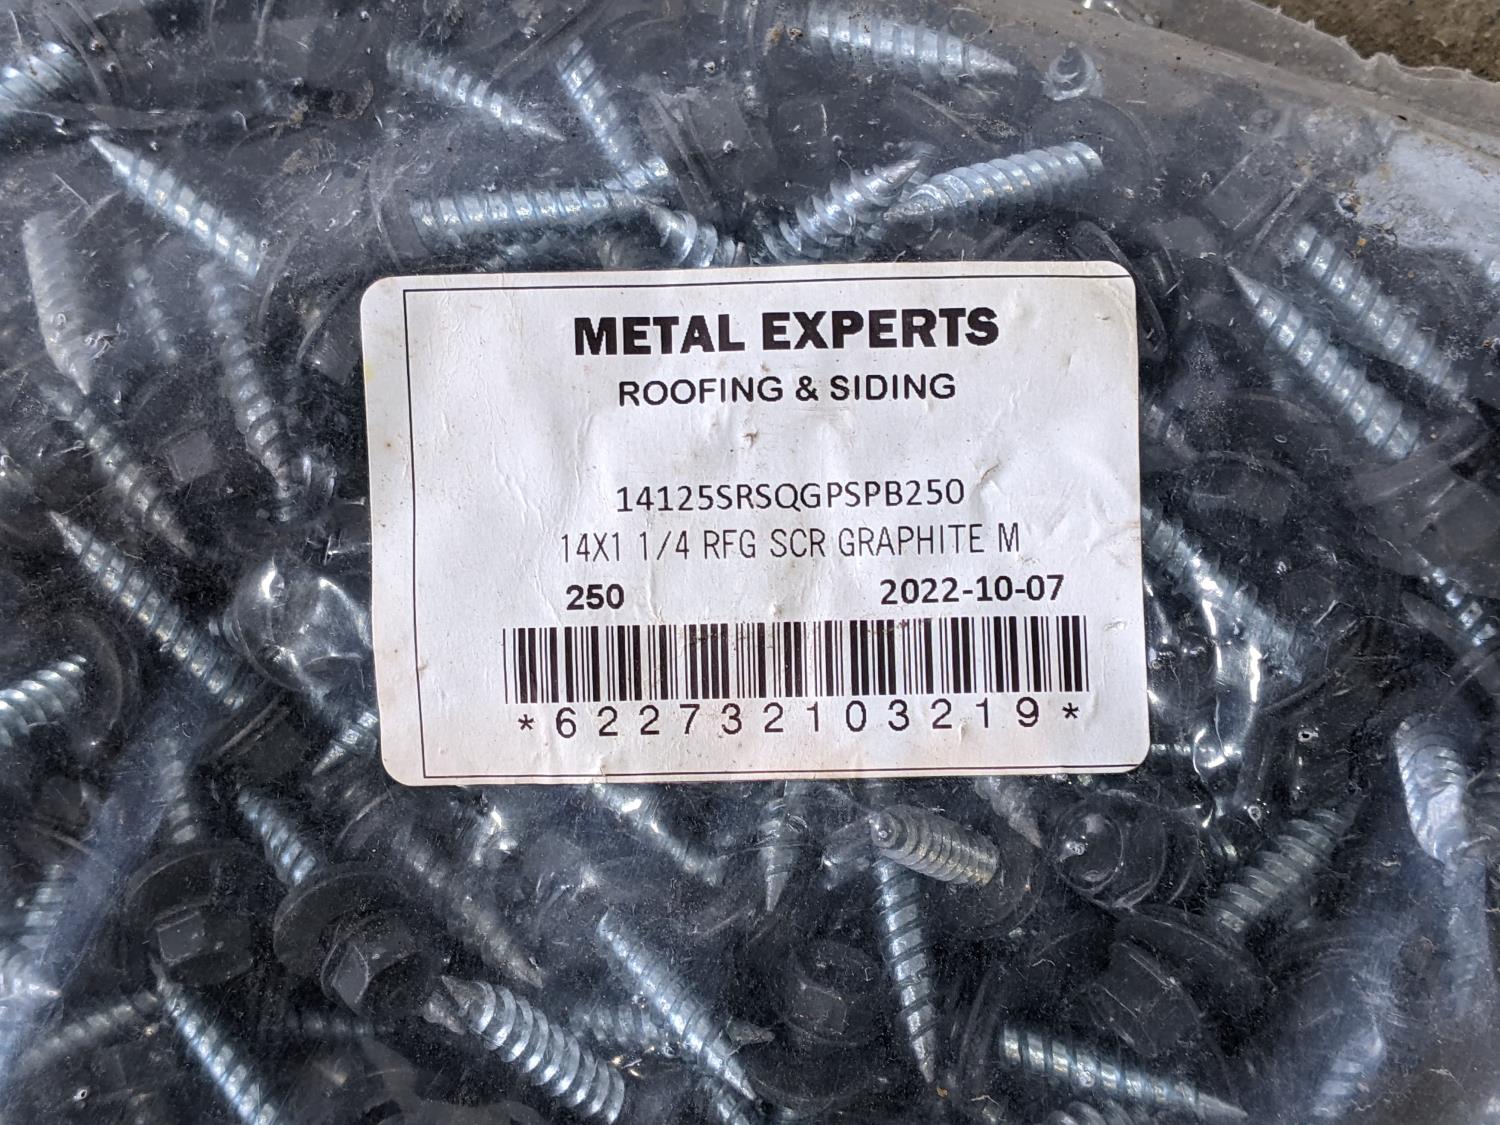 METAL EXPERTS
ROOFING & SIDING
14125SRSQGPSPB250
14X1 1/4 RFG SCR GRAPHITE M
250 2022-10-07
*622732103219*